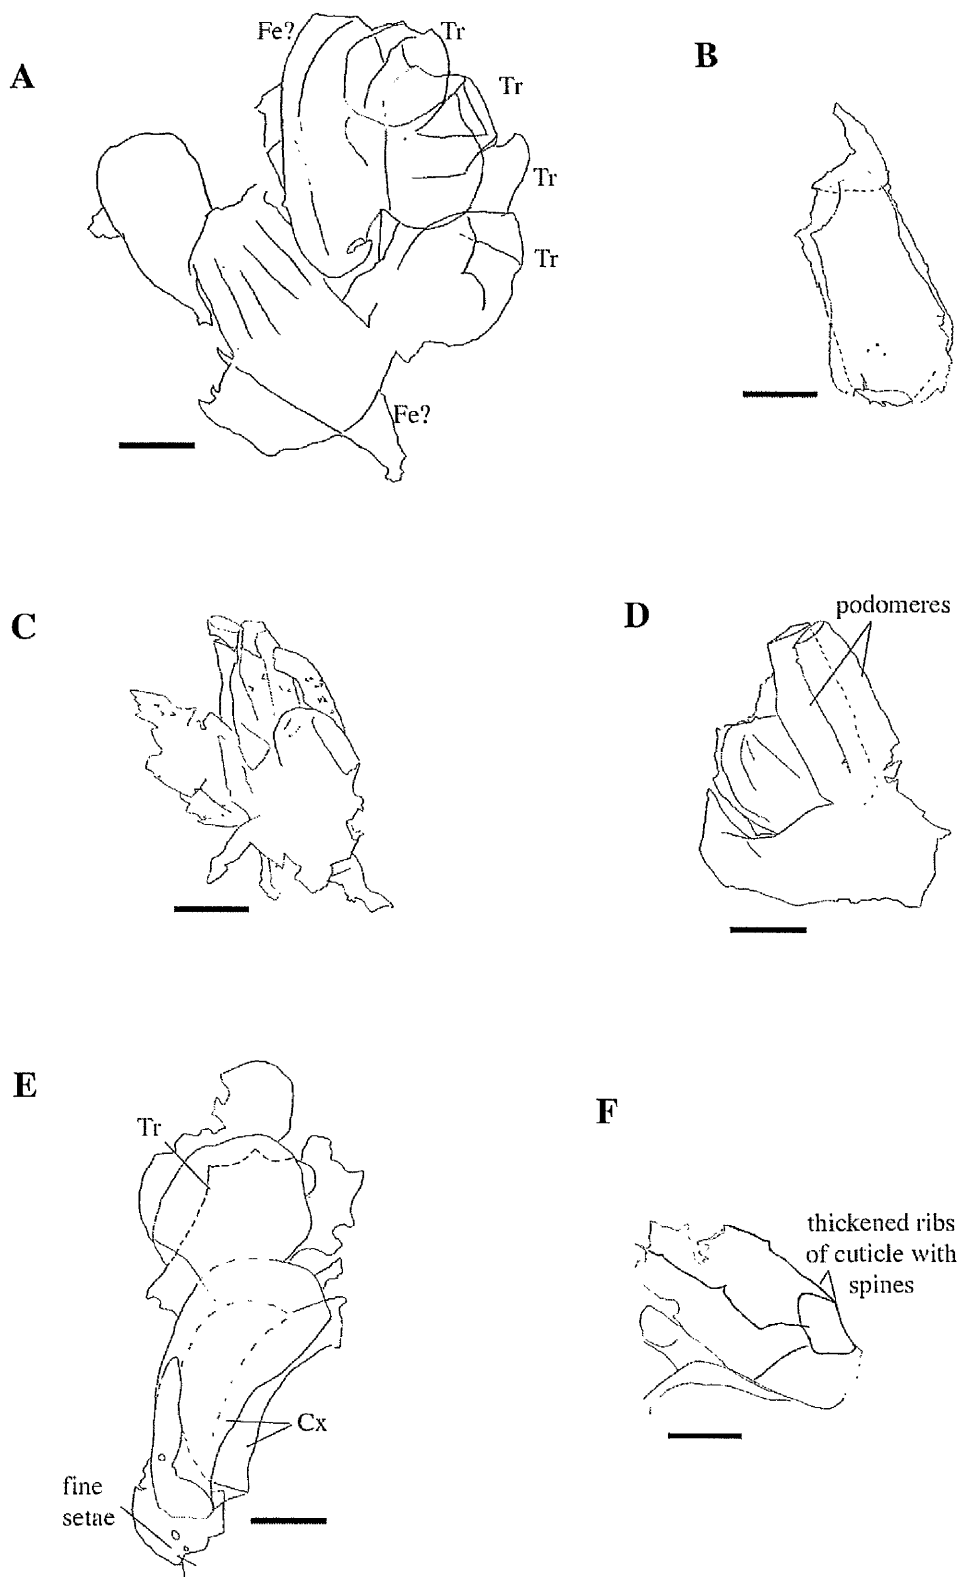 A
Fe?
Tr
Tr
Tr
Tr
Fe?
B
C
D
podomeres
E
Tr
Cx
fine
setae
F
thickened ribs
of cuticle with
spines